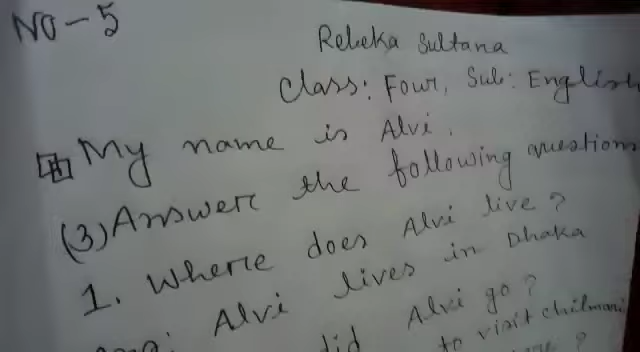 NO-5
Rebeka Sultana
Class: Four, Sub: English
My name is Alvi.
(3) Answer the following questions
1. Where does Alvi live?
Alvi lives in Dhaka
did Alvi go?
to visit chilmari
?